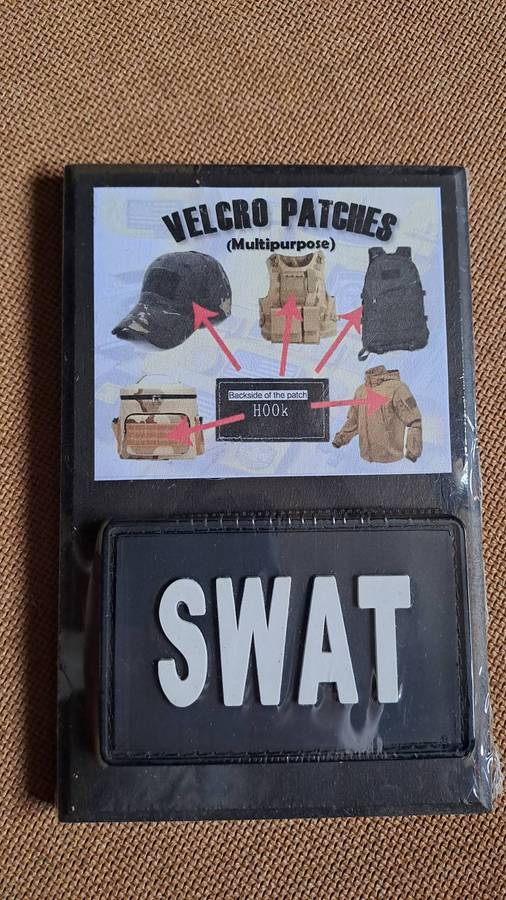 VELCRO PATCHES
(Multipurpose)
Backside of the patch
HOOk
SWAT